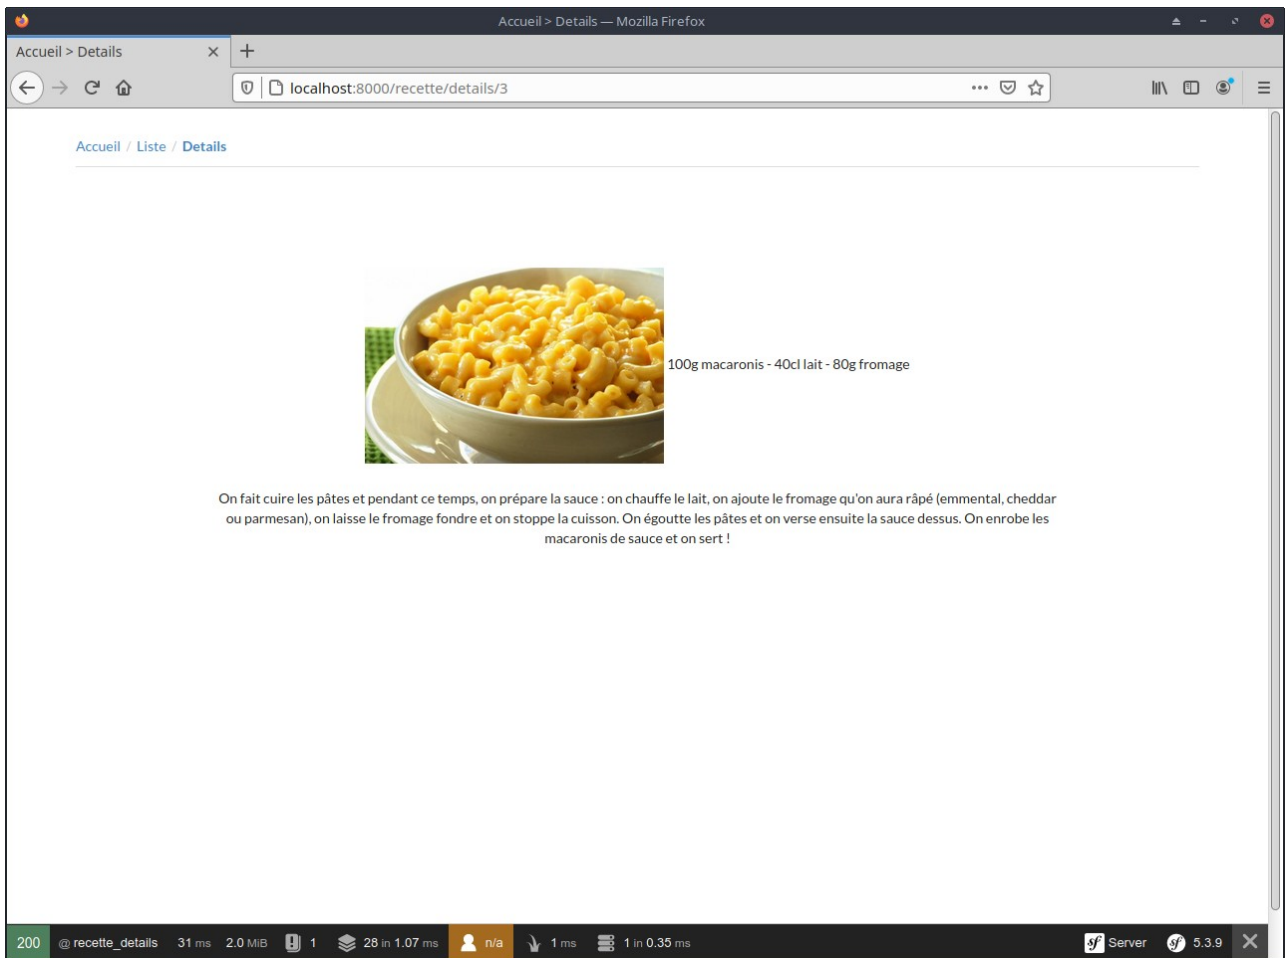 Accueil > Details — Mozilla Firefox
Accueil > Details
localhost:8000/recette/details/3
Accueil / Liste / Details
100g macaronis - 40cl lait - 80g fromage
On fait cuire les pâtes et pendant ce temps, on prépare la sauce : on chauffe le lait, on ajoute le fromage qu'on aura râpé (emmental, cheddar
ou parmesan), on laisse le fromage fondre et on stoppe la cuisson. On égoutte les pâtes et on verse ensuite la sauce dessus. On enrobe les
macaronis de sauce et on sert !
200 @ recette_details 31 ms 2.0 MiB 1 28 in 1.07 ms n/a 1 ms 1 in 0.35 ms sf Server sf 5.3.9